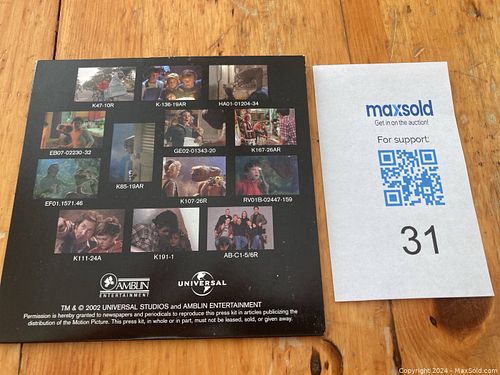 K47-10R
K-136-19AR
HA01-01204-34
EB07-02230-32
GE02-01343-20
K167-26AR
K85-19AR
EF01.1571.46
K107-26R
RV01B-02447-159
K111-24A
K191-1
AB-C1-5/6R
AMBLIN
ENTERTAINMENT
UNIVERSAL
TM & © 2002 UNIVERSAL STUDIOS and AMBLIN ENTERTAINMENT
Permission is hereby granted to newspapers and periodicals to reproduce this press kit in articles publicizing the
distribution of the Motion Picture. This press kit, in whole or in part, must not be leased, sold, or given away.
maxsold
Get in on the auction!
For support:
31
Copyright 2024 - MaxSold.com